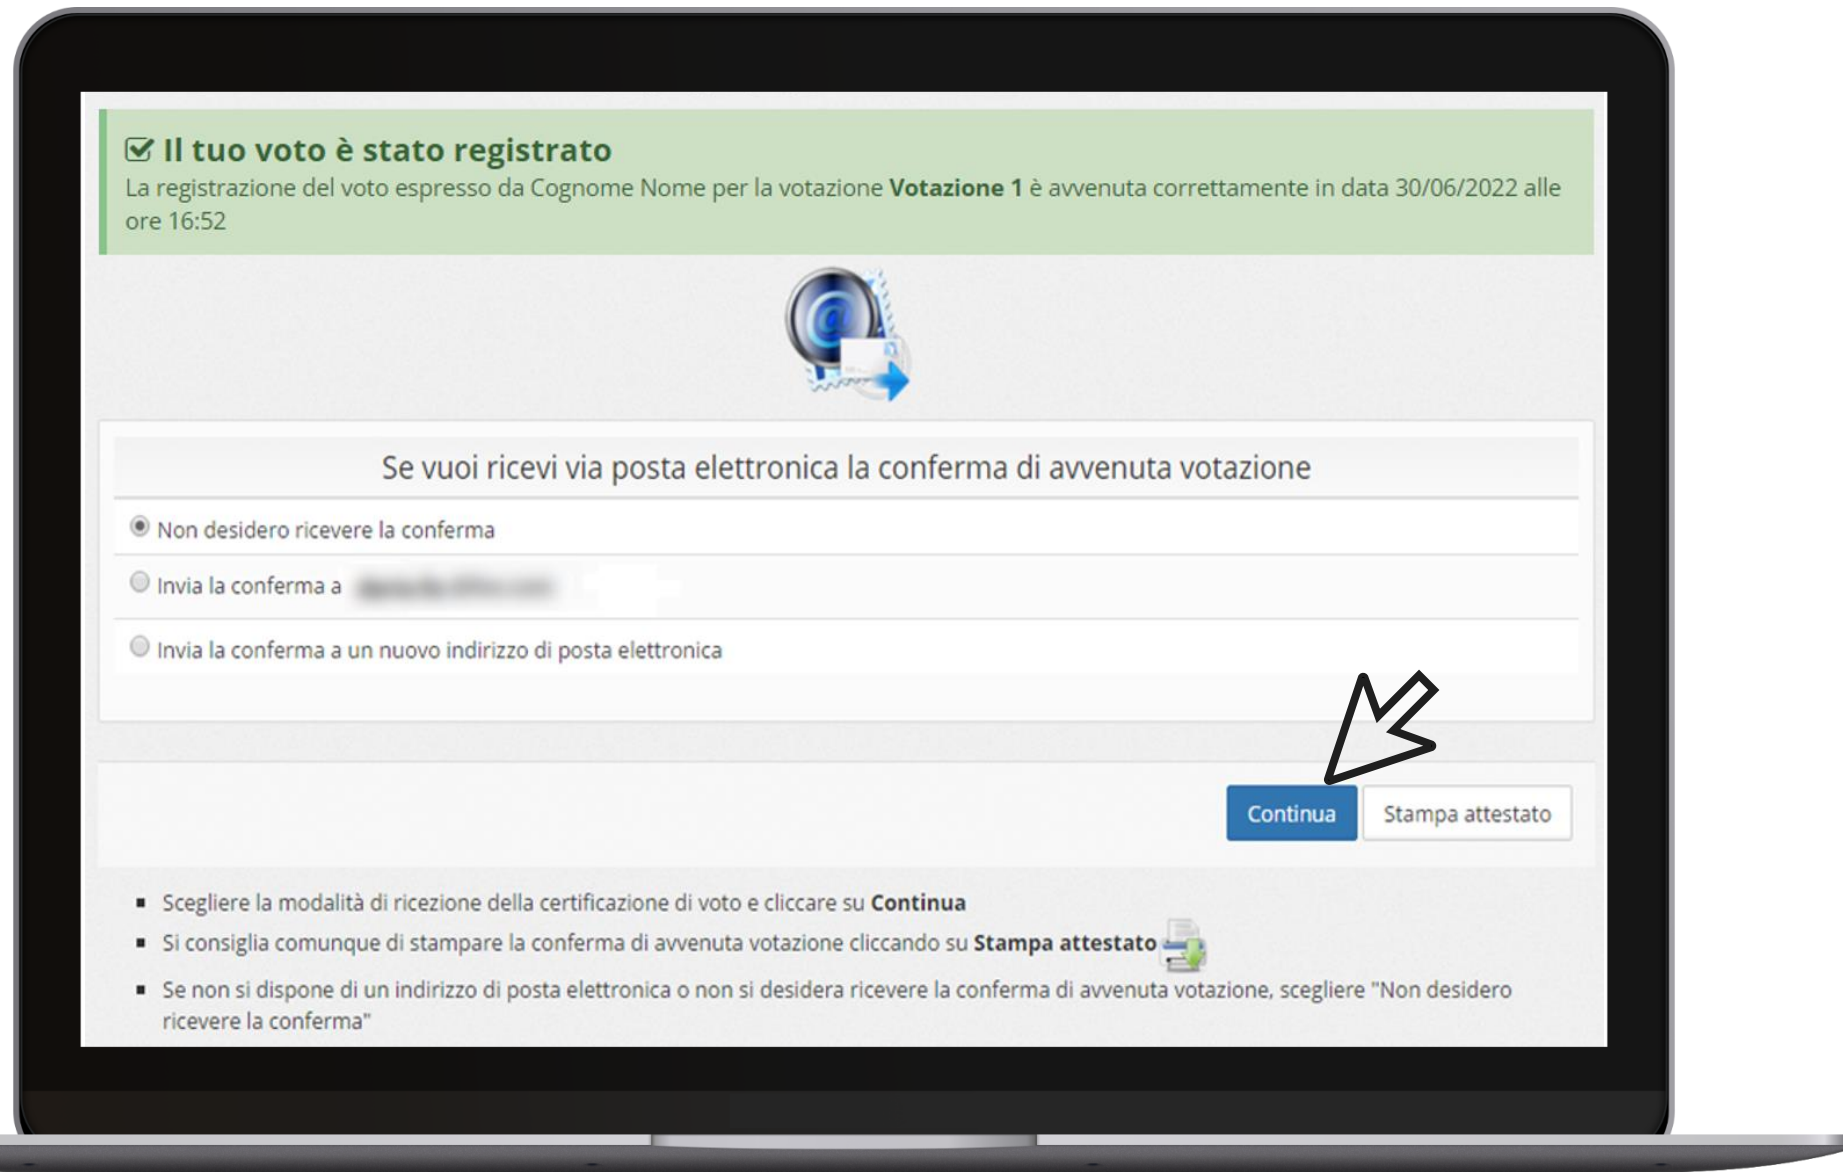 Il tuo voto è stato registrato
La registrazione del voto espresso da Cognome Nome per la votazione Votazione 1 è avvenuta correttamente in data 30/06/2022 alle
ore 16:52
Se vuoi ricevi via posta elettronica la conferma di avvenuta votazione
Non desidero ricevere la conferma
Invia la conferma a
Invia la conferma a un nuovo indirizzo di posta elettronica
Continua
Stampa attestato
Scegliere la modalità di ricezione della certificazione di voto e cliccare su Continua
Si consiglia comunque di stampare la conferma di avvenuta votazione cliccando su Stampa attestato
Se non si dispone di un indirizzo di posta elettronica o non si desidera ricevere la conferma di avvenuta votazione, scegliere "Non desidero
ricevere la conferma"